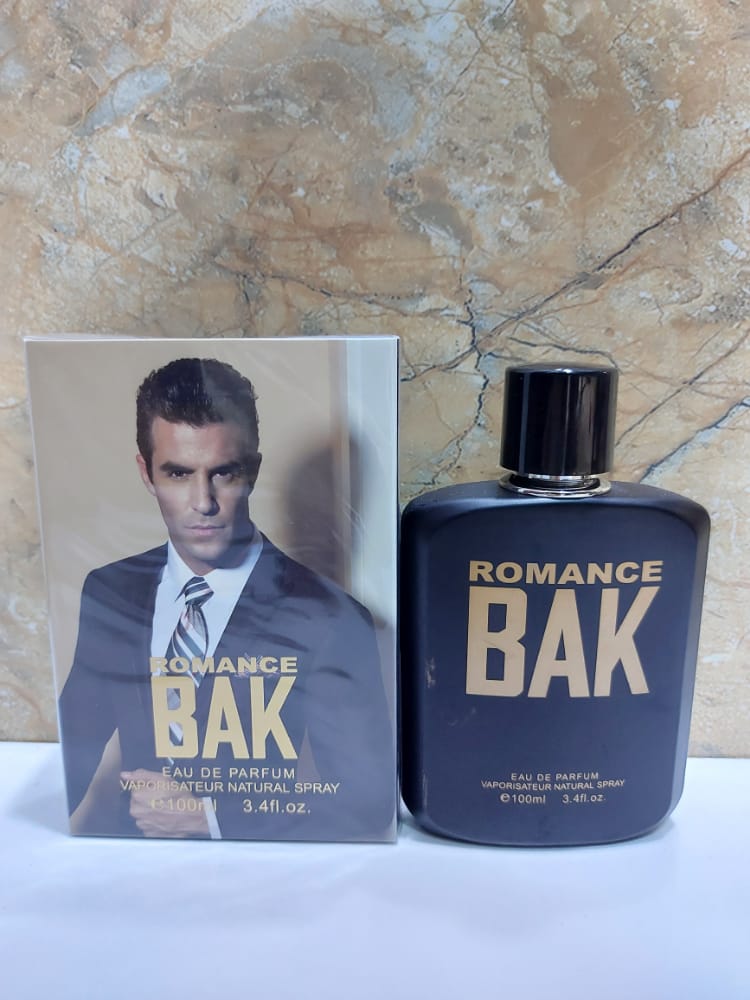 ROMANCE
BAK
EAU DE PARFUM
VAPORISATEUR NATURAL SPRAY
℮100ml 3.4fl.oz.
ROMANCE
BAK
EAU DE PARFUM
VAPORISATEUR NATURAL SPRAY
℮100ml 3.4fl.oz.